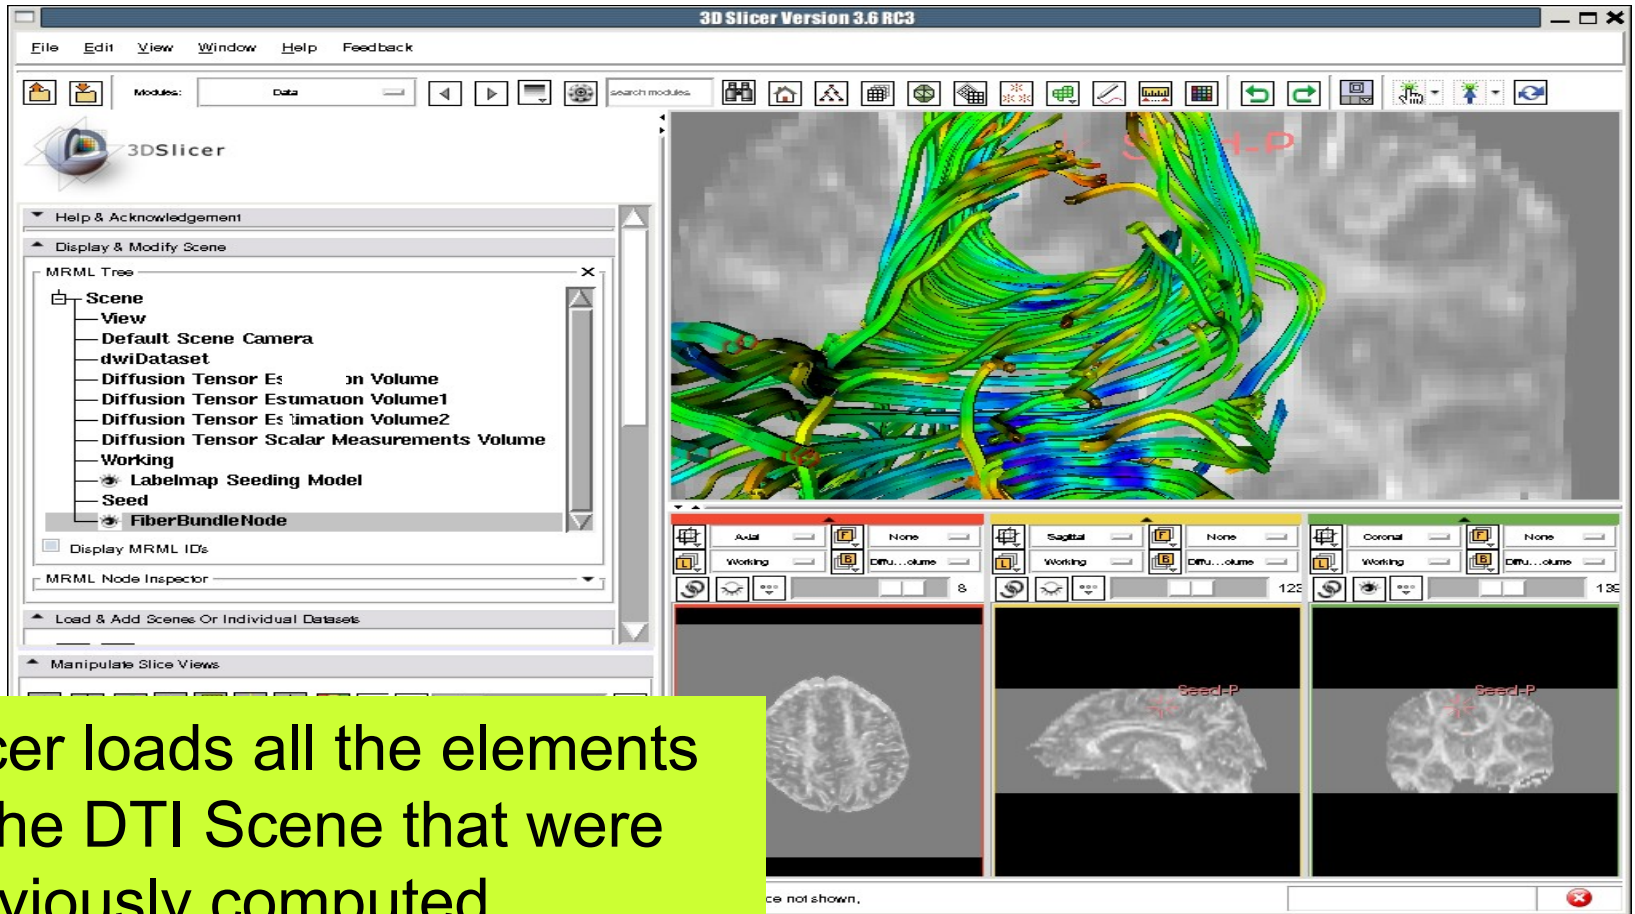 3D Slicer Version 3.6 RC3
File Edit View Window Help Feedback
Modules: Data search modules
3DSlicer
Help & Acknowledgement
Display & Modify Scene
MRML Tree
Scene
View
Default Scene Camera
dwiDataset
Diffusion Tensor Es on Volume
Diffusion Tensor Estimation Volume1
Diffusion Tensor Estimation Volume2
Diffusion Tensor Scalar Measurements Volume
Working
Labelmap Seeding Model
Seed
FiberBundleNode
Display MRML ID's
MRML Node Inspector
Load & Add Scenes Or Individual Datasets
Manipulate Slice Views
Axial None
Working Diffu...olume
8
Sagittal None
Working Diffu...olume
123
Coronal None
Working Diffu...olume
Seed-P
Seed-P
cer loads all the elements
he DTI Scene that were
viously computed
ce not shown,